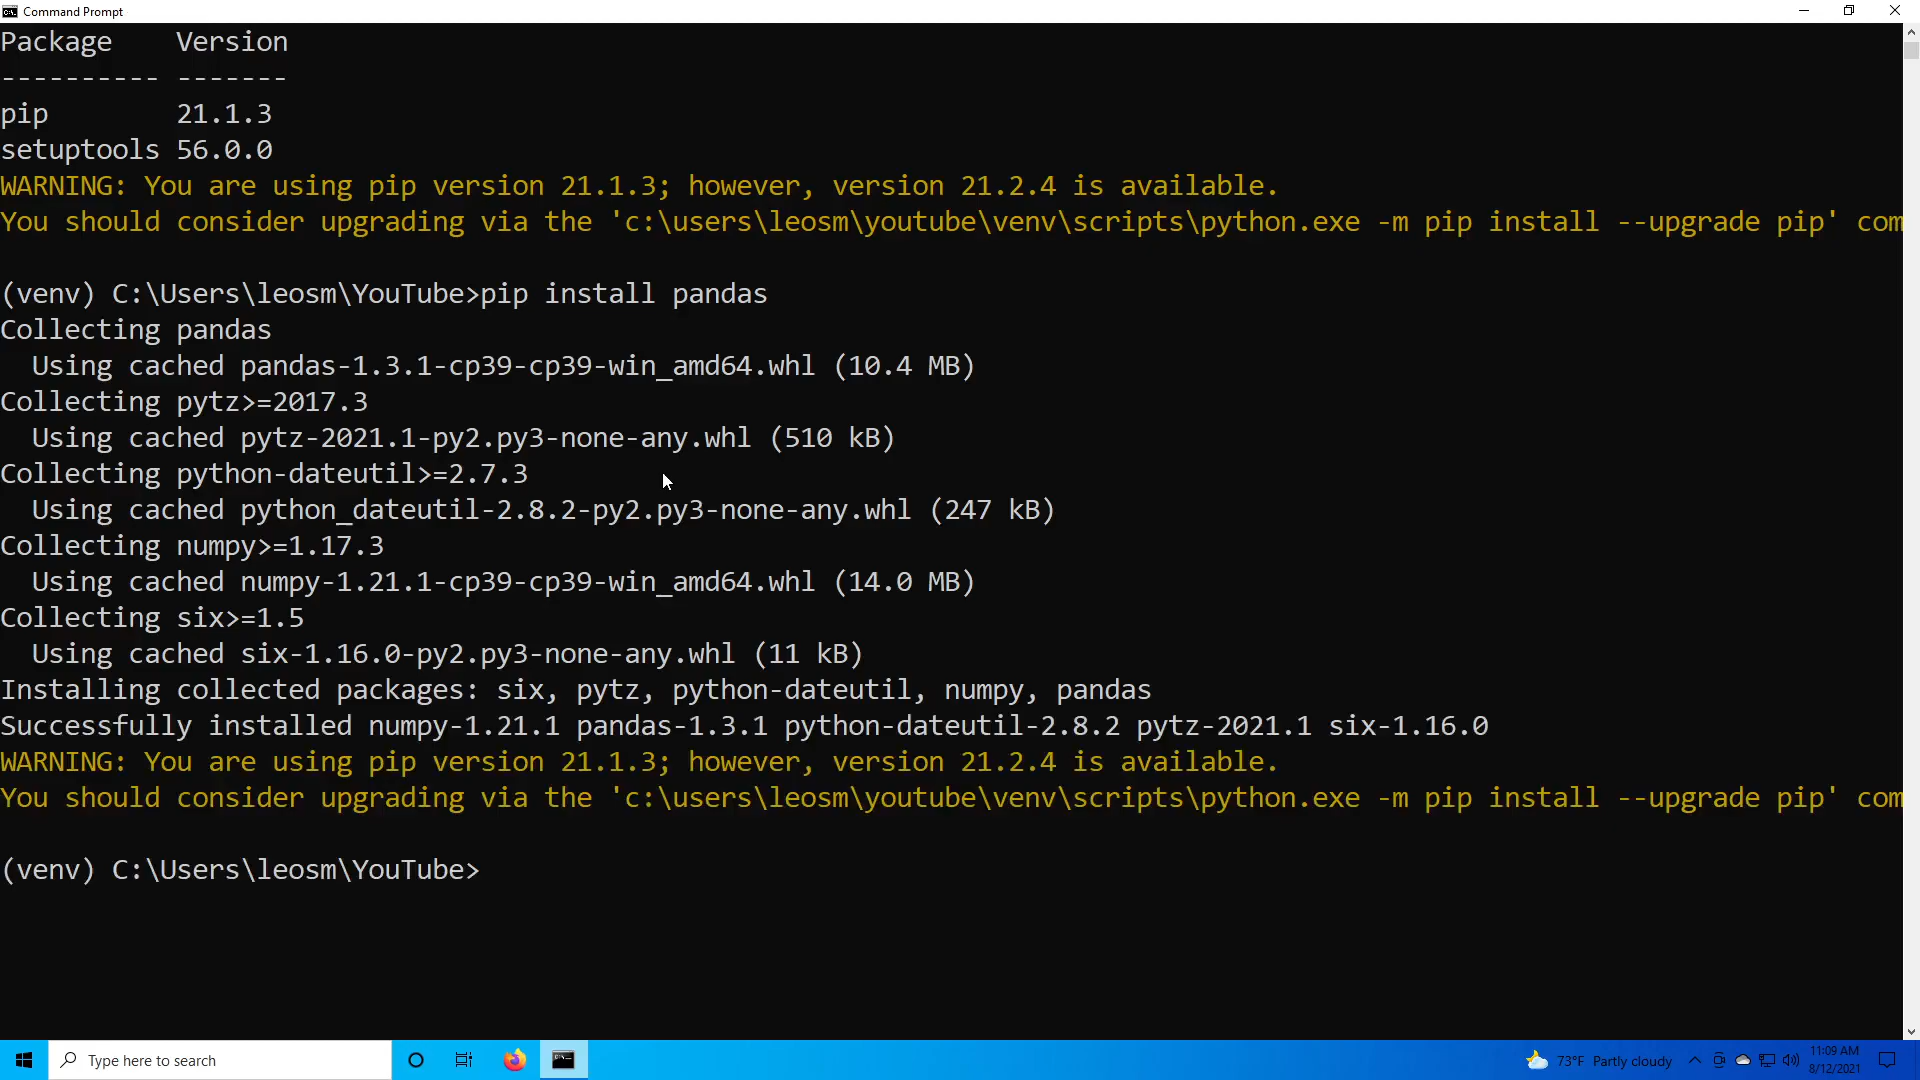 Command Prompt
Package    Version
---------- -------
pip        21.1.3
setuptools 56.0.0
WARNING: You are using pip version 21.1.3; however, version 21.2.4 is available.
You should consider upgrading via the 'c:\users\leosm\youtube\venv\scripts\python.exe -m pip install --upgrade pip' com
(venv) C:\Users\leosm\YouTube>pip install pandas
Collecting pandas
  Using cached pandas-1.3.1-cp39-cp39-win_amd64.whl (10.4 MB)
Collecting pytz>=2017.3
  Using cached pytz-2021.1-py2.py3-none-any.whl (510 kB)
Collecting python-dateutil>=2.7.3
  Using cached python_dateutil-2.8.2-py2.py3-none-any.whl (247 kB)
Collecting numpy>=1.17.3
  Using cached numpy-1.21.1-cp39-cp39-win_amd64.whl (14.0 MB)
Collecting six>=1.5
  Using cached six-1.16.0-py2.py3-none-any.whl (11 kB)
Installing collected packages: six, pytz, python-dateutil, numpy, pandas
Successfully installed numpy-1.21.1 pandas-1.3.1 python-dateutil-2.8.2 pytz-2021.1 six-1.16.0
WARNING: You are using pip version 21.1.3; however, version 21.2.4 is available.
You should consider upgrading via the 'c:\users\leosm\youtube\venv\scripts\python.exe -m pip install --upgrade pip' com
(venv) C:\Users\leosm\YouTube>
Type here to search
73°F Partly cloudy
11:09 AM
8/12/2021